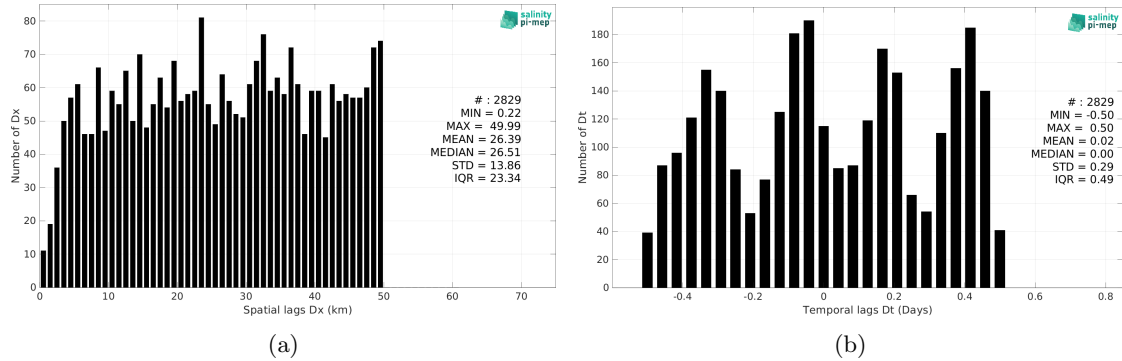 salinity
pi-mep
80
70
60
50
40
30
20
10
0
Number of Dx
# : 2829
MIN = 0.22
MAX = 49.99
MEAN = 26.39
MEDIAN = 26.51
STD = 13.86
IQR = 23.34
0 10 20 30 40 50 60 70
Spatial lags Dx (km)
(a)
salinity
pi-mep
180
160
140
120
100
80
60
40
20
0
Number of Dt
# : 2829
MIN = -0.50
MAX = 0.50
MEAN = 0.02
MEDIAN = 0.00
STD = 0.29
IQR = 0.49
-0.4 -0.2 0 0.2 0.4 0.6 0.8
Temporal lags Dt (Days)
(b)